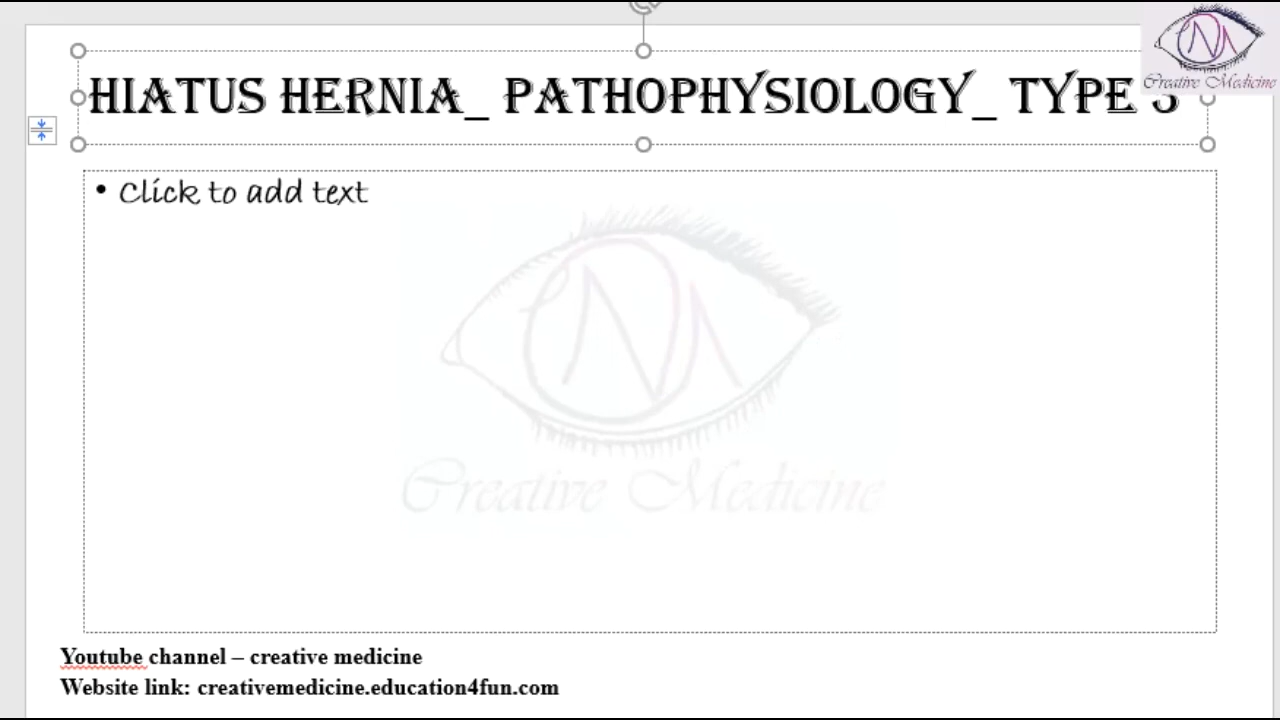 HIATUS HERNIA_ PATHOPHYSIOLOGY_ TYPE 3
Creative Medicine
• Click to add text
Creative Medicine
Youtube channel – creative medicine
Website link: creativemedicine.education4fun.com